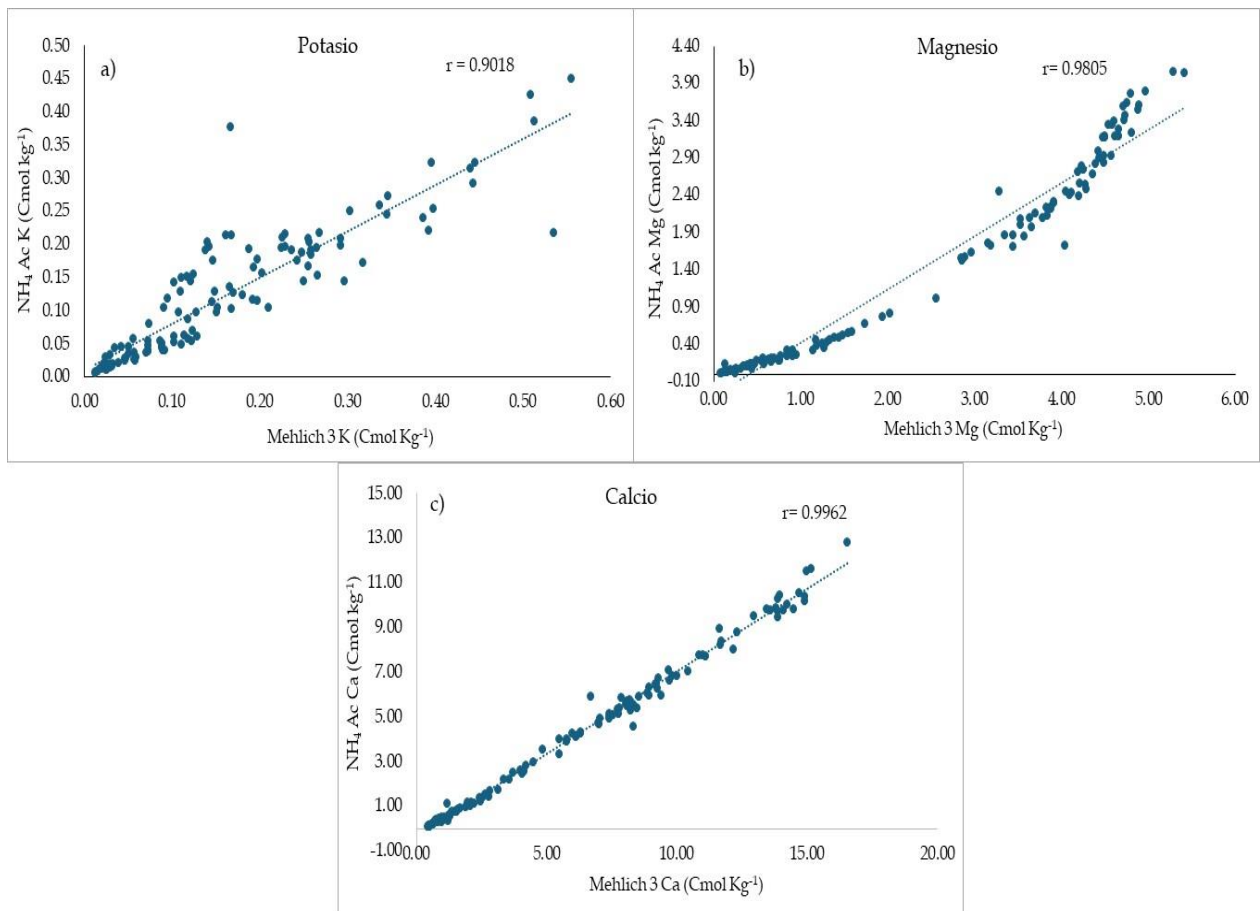 Potasio
a)
r = 0.9018
NH₄ Ac K (Cmol kg⁻¹)
0.50
0.45
0.40
0.35
0.30
0.25
0.20
0.15
0.10
0.05
0.00
0.00 0.10 0.20 0.30 0.40 0.50 0.60
Mehlich 3 K (Cmol Kg⁻¹)
Magnesio
b)
r= 0.9805
NH₄ Ac Mg (Cmol kg⁻¹)
4.40
3.90
3.40
2.90
2.40
1.90
1.40
0.90
0.40
-0.10
0.00 1.00 2.00 3.00 4.00 5.00 6.00
Mehlich 3 Mg (Cmol Kg⁻¹)
Calcio
c)
r= 0.9962
NH₄ Ac Ca (Cmol kg⁻¹)
15.00
13.00
11.00
9.00
7.00
5.00
3.00
1.00
-1.00
0.00 5.00 10.00 15.00 20.00
Mehlich 3 Ca (Cmol Kg⁻¹)